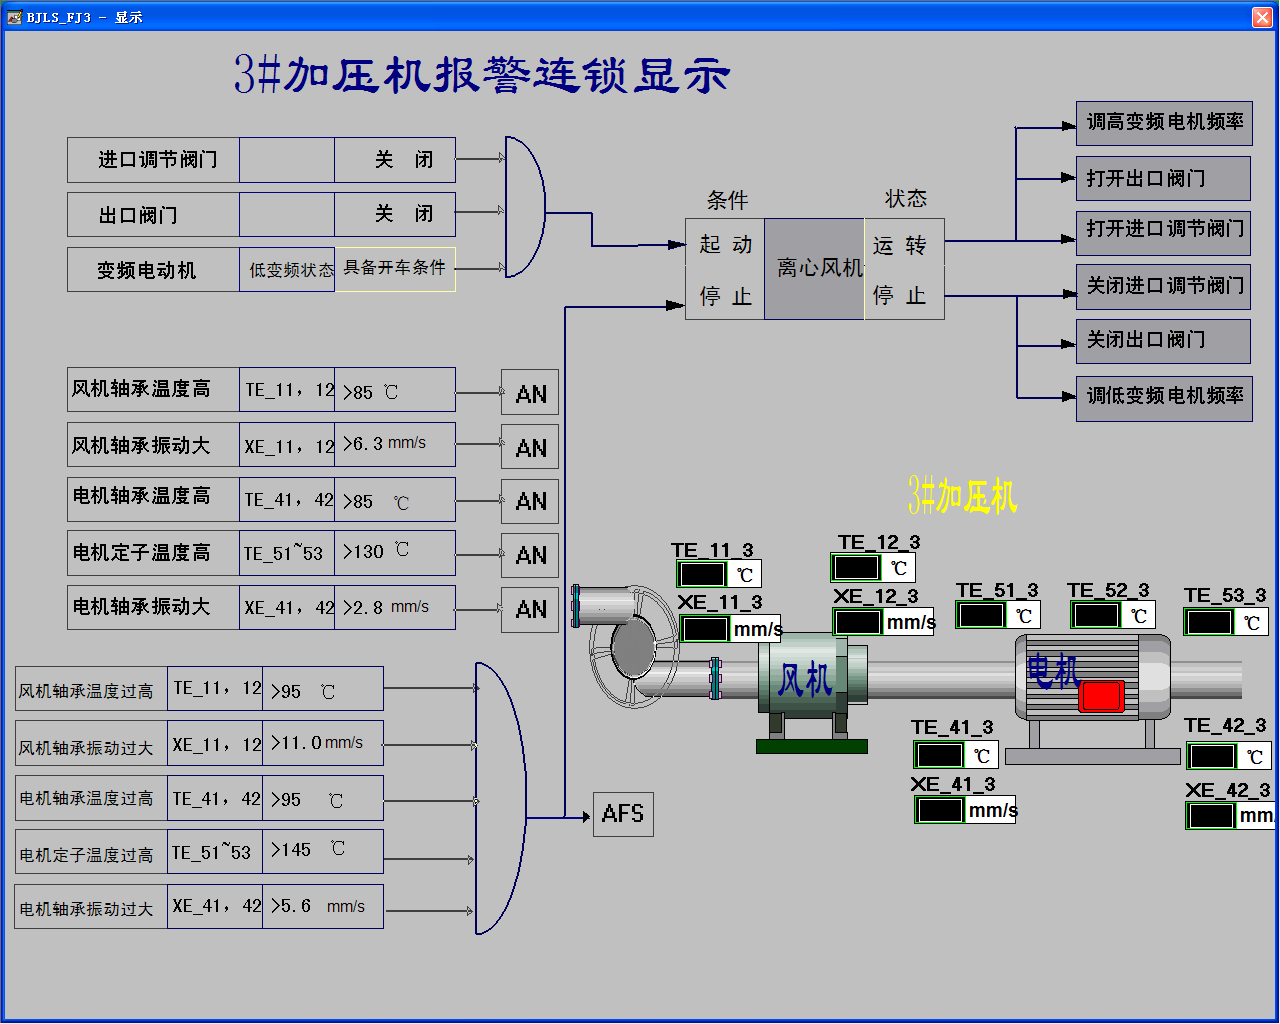 BJLS_FJ3 - 显示
3#加压机报警连锁显示
进口调节阀门 关 闭
出口阀门 关 闭
变频电动机 低变频状态 具备开车条件
条件 状态
起 动 离心风机 运 转
停 止 停 止
调高变频电机频率
打开出口阀门
打开进口调节阀门
关闭进口调节阀门
关闭出口阀门
调低变频电机频率
风机轴承温度高 TE_11, 12 >85 ℃ AN
风机轴承振动大 XE_11, 12 >6.3 mm/s AN
电机轴承温度高 TE_41, 42 >85 ℃ AN
电机定子温度高 TE_51~53 >130 ℃ AN
电机轴承振动大 XE_41, 42 >2.8 mm/s AN
风机轴承温度过高 TE_11, 12 >95 ℃
风机轴承振动过大 XE_11, 12 >11.0 mm/s
电机轴承温度过高 TE_41, 42 >95 ℃
电机定子温度过高 TE_51~53 >145 ℃
电机轴承振动过大 XE_41, 42 >5.6 mm/s
AFS
3#加压机
TE_11_3
℃
XE_11_3
mm/s
TE_12_3
℃
XE_12_3
mm/s
TE_51_3
℃
TE_52_3
℃
TE_53_3
℃
风机
电机
TE_41_3
℃
XE_41_3
mm/s
TE_42_3
℃
XE_42_3
mm/